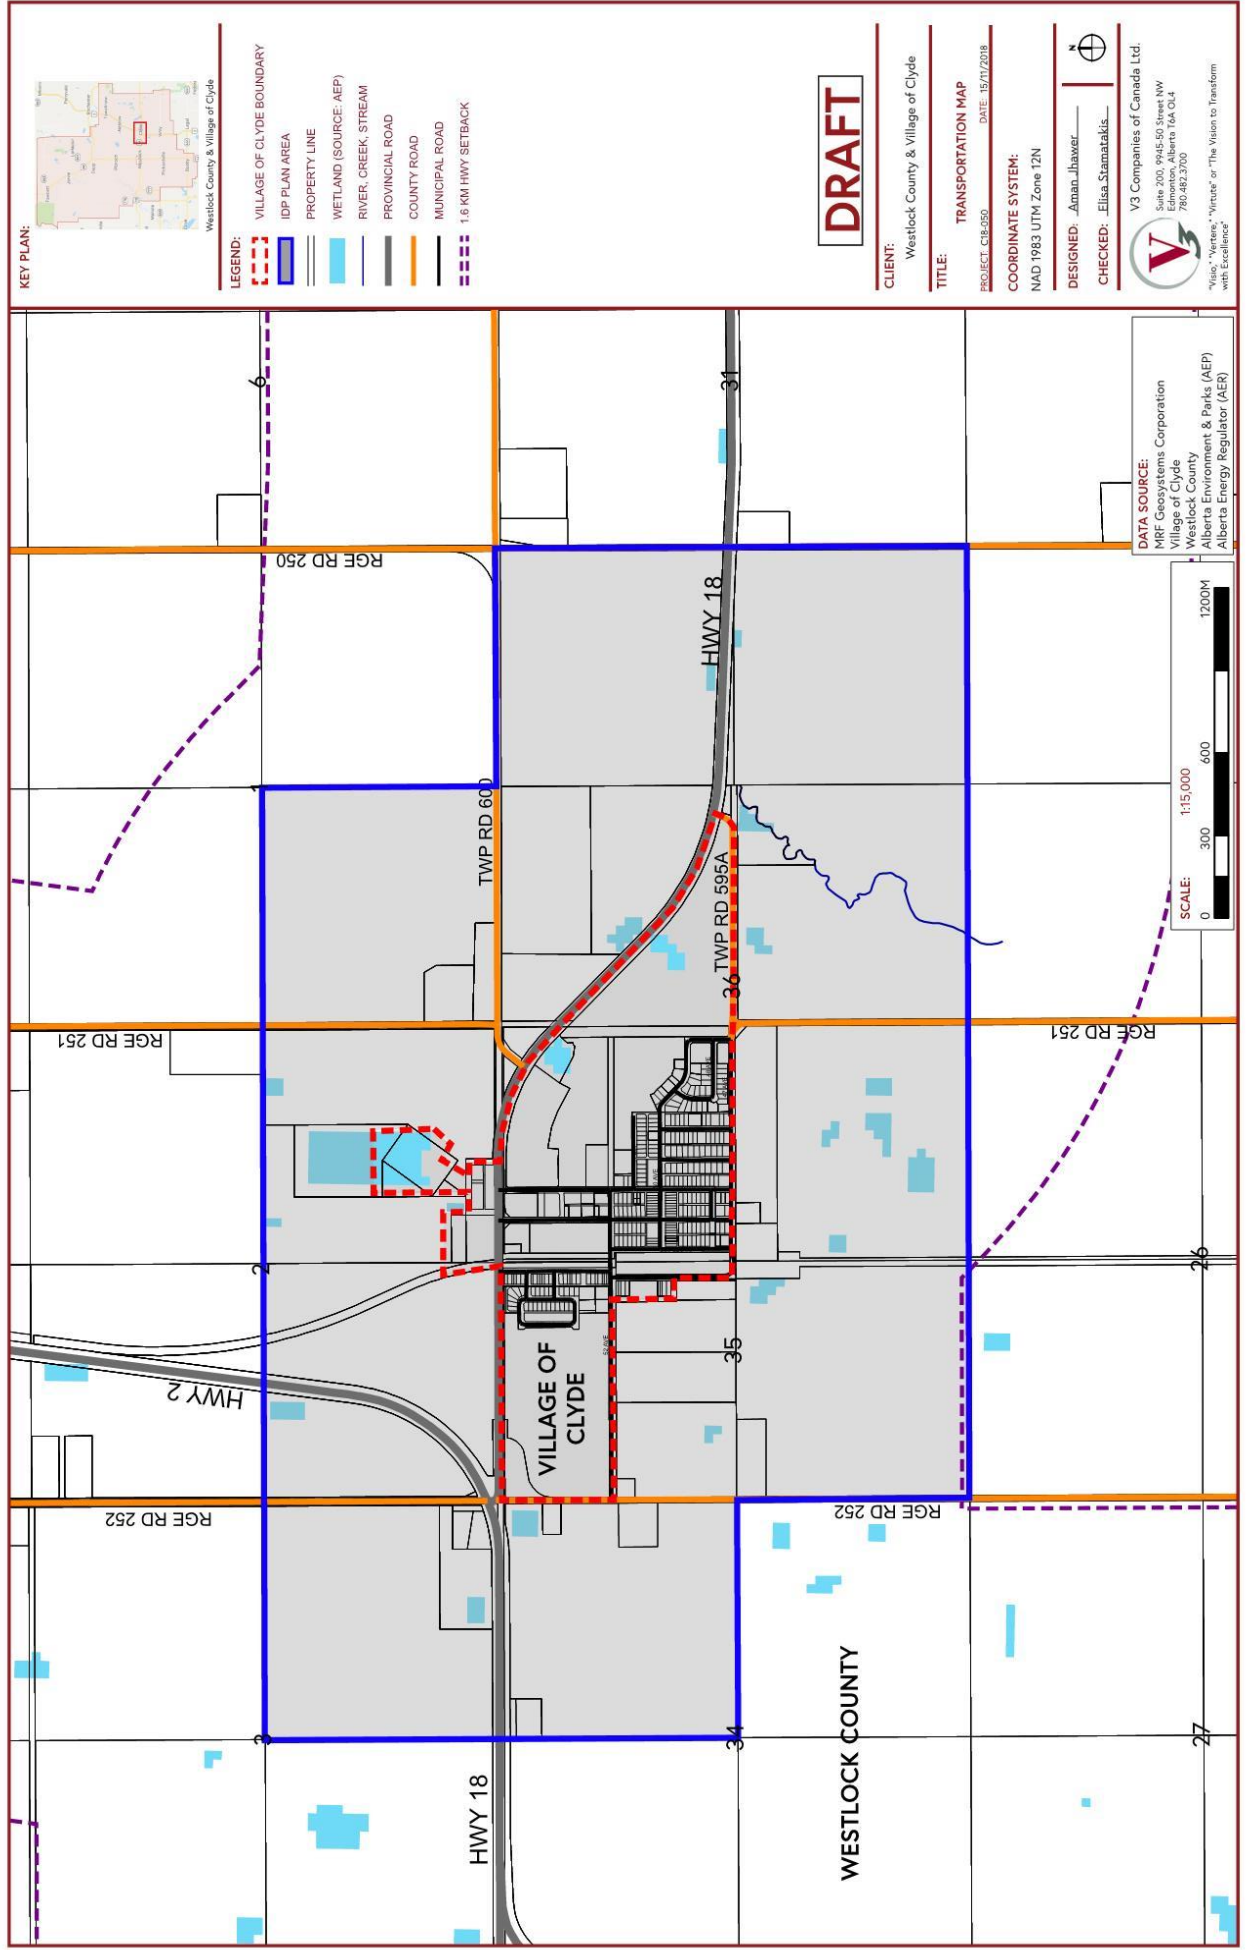 KEY PLAN:
Westlock County & Village of Clyde
LEGEND:
VILLAGE OF CLYDE BOUNDARY
IDP PLAN AREA
PROPERTY LINE
WETLAND (SOURCE: AEP)
RIVER, CREEK, STREAM
PROVINCIAL ROAD
COUNTY ROAD
MUNICIPAL ROAD
1.6 KM HWY SETBACK
DRAFT
CLIENT:
Westlock County & Village of Clyde
TITLE:
TRANSPORTATION MAP
PROJECT: C18-050 DATE: 15/11/2018
COORDINATE SYSTEM:
NAD 1983 UTM Zone 12N
DESIGNED: Aman Jhawer
CHECKED: Elisa Stamatakis
N
V3
V3 Companies of Canada Ltd.
Suite 200, 9945-50 Street NW
Edmonton, Alberta T6A OL4
780.482.3700
"Visio," "Vertere," "Virtute" or "The Vision to Transform
with Excellence"
RGE RD 252
HWY 2
RGE RD 251
RGE RD 250
3
2
1
6
HWY 18
TWP RD 600
VILLAGE OF
CLYDE
52 AVE
HWY 18
TWP RD 595A
34
35
36
31
WESTLOCK COUNTY
RGE RD 252
RGE RD 251
27
26
SCALE: 1:15,000
0 300 600 1200M
DATA SOURCE:
MRF Geosystems Corporation
Village of Clyde
Westlock County
Alberta Environment & Parks (AEP)
Alberta Energy Regulator (AER)